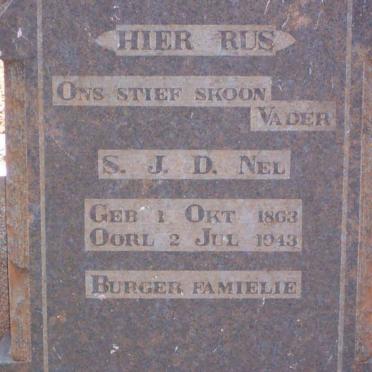 HIER RUS
ONS STIEF SKOON
VADER
S. J. D. NEL
GEB 1 OKT 1863
OORL 2 JUL 1943
BURGER FAMIELIE